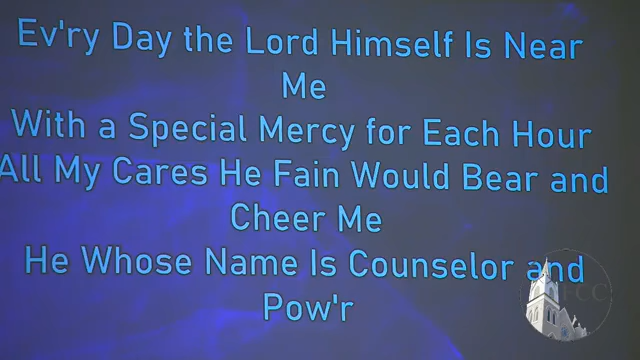 Ev'ry Day the Lord Himself Is Near
Me
With a Special Mercy for Each Hour
All My Cares He Fain Would Bear and
Cheer Me
He Whose Name Is Counselor and
Pow'r